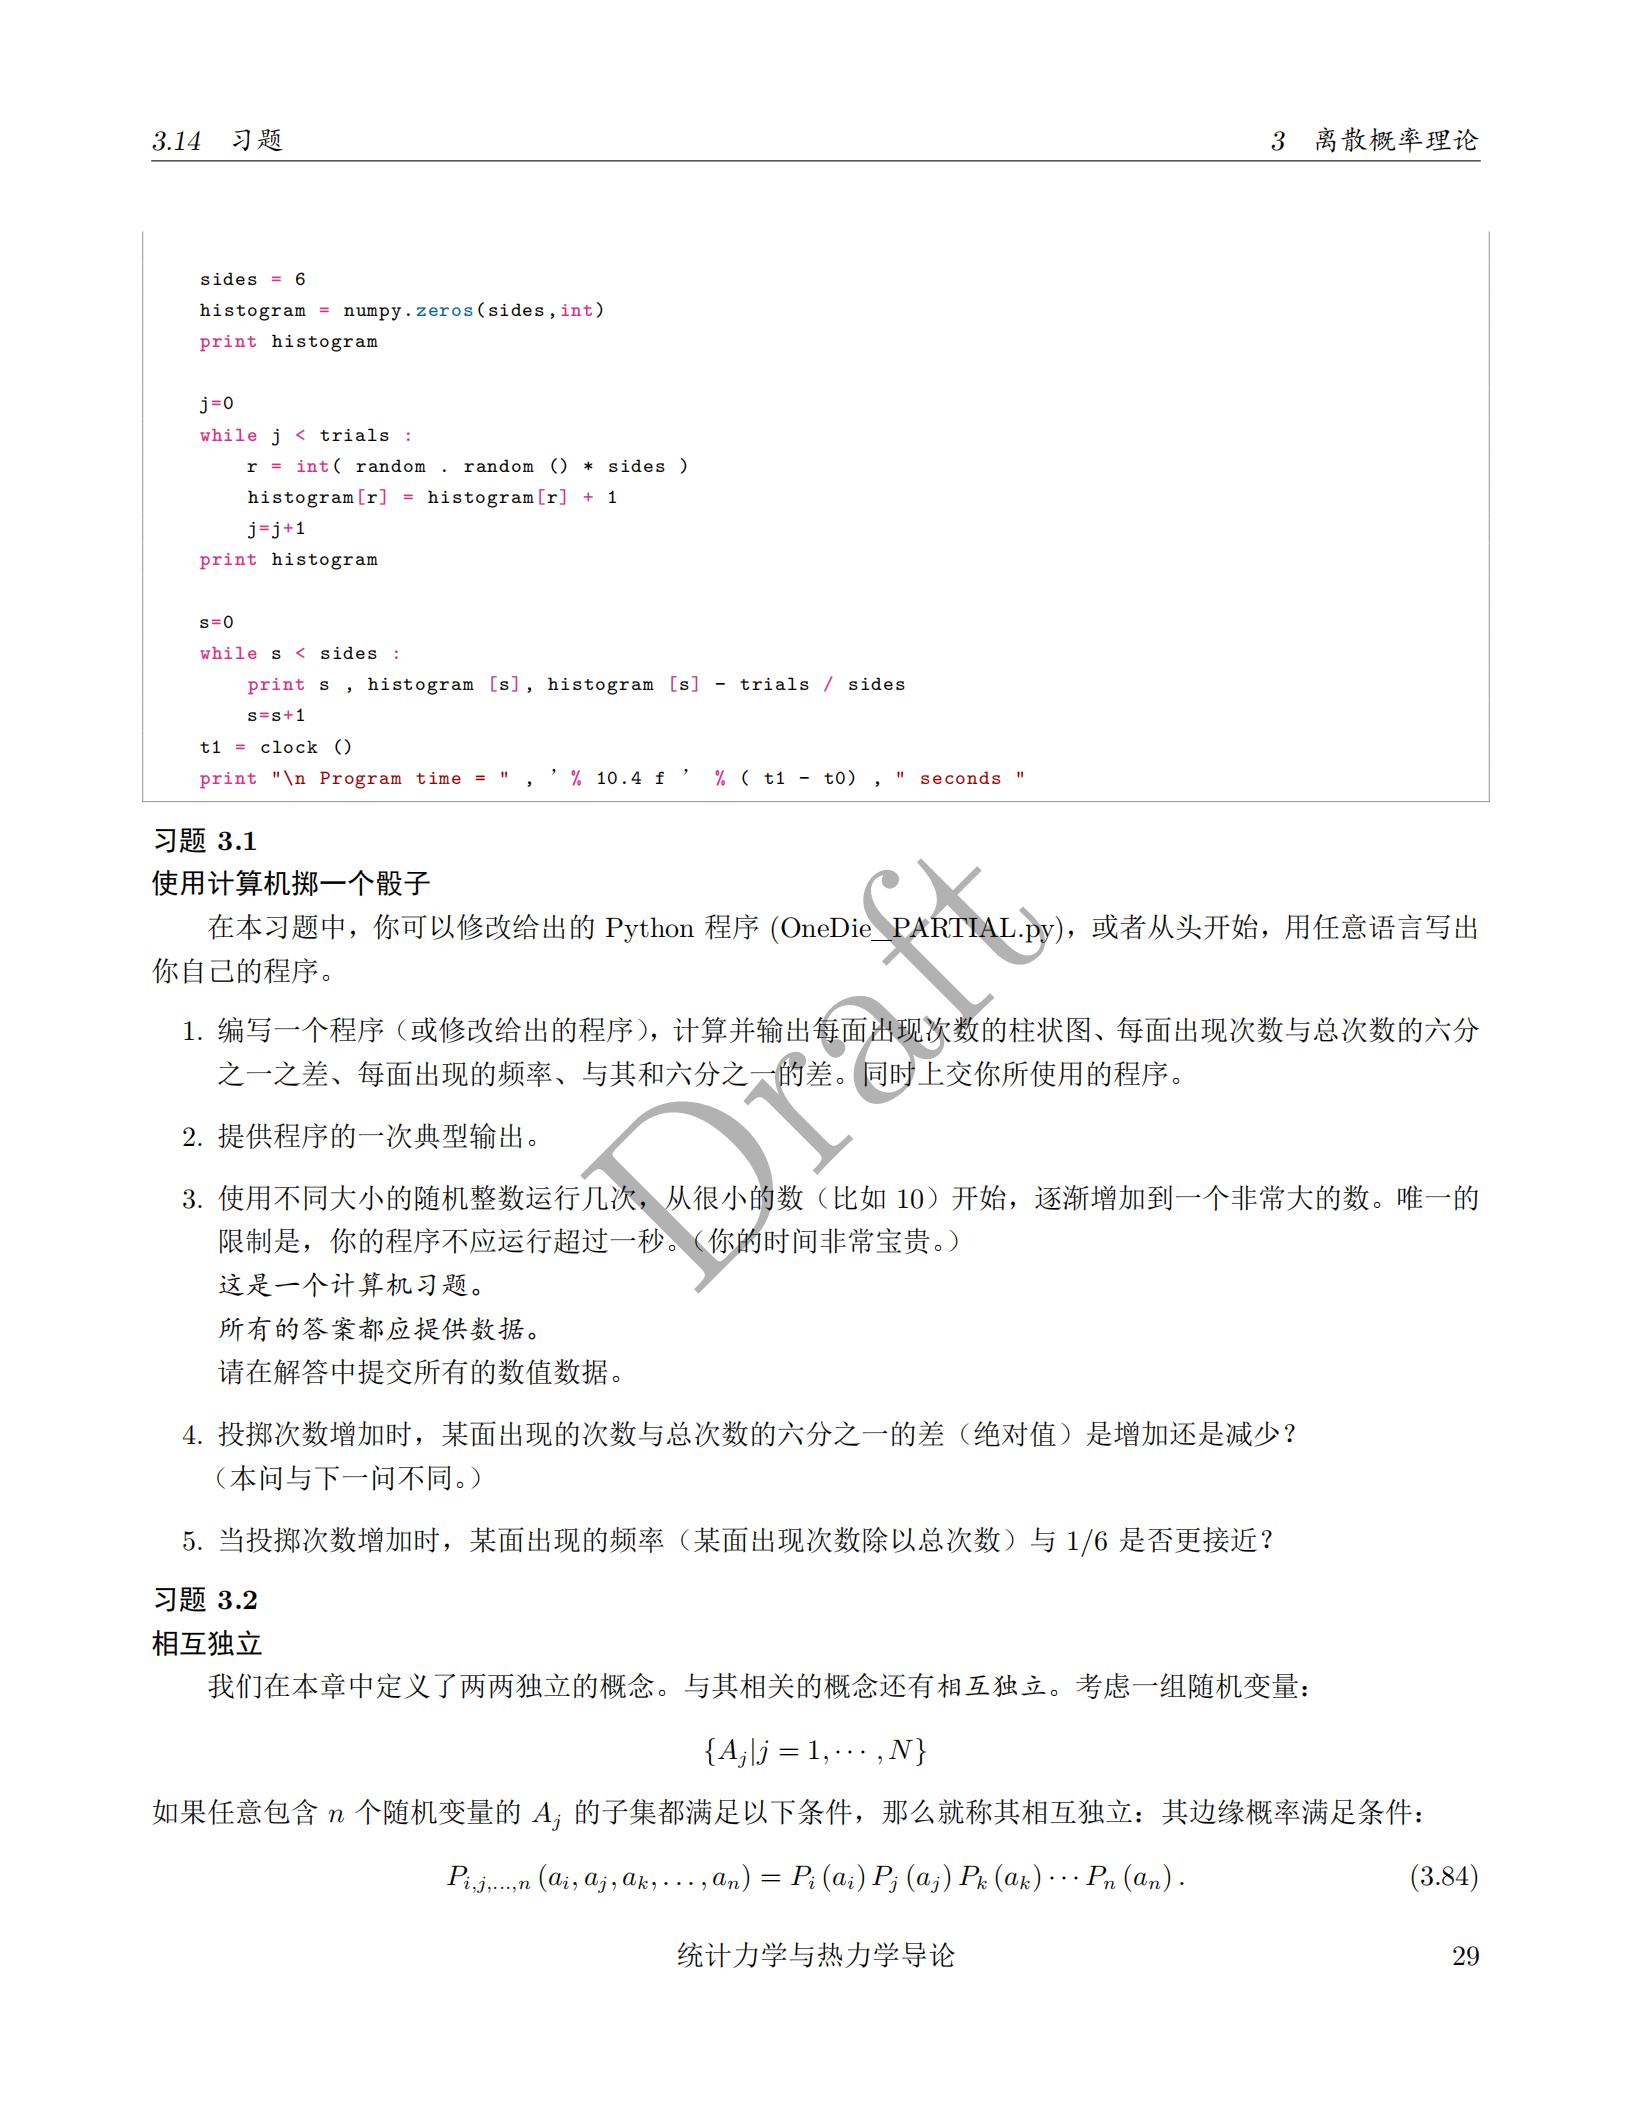 3.14 习题 3 离散概率理论
sides = 6
histogram = numpy.zeros(sides,int)
print histogram
j=0
while j < trials :
r = int( random . random () * sides )
histogram[r] = histogram[r] + 1
j=j+1
print histogram
s=0
while s < sides :
print s , histogram [s], histogram [s] - trials / sides
s=s+1
t1 = clock ()
print "\n Program time = " , ’ % 10.4 f ’ % ( t1 - t0) , " seconds "
习题 3.1
使用计算机掷一个骰子
在本习题中，你可以修改给出的 Python 程序 (OneDie_PARTIAL.py)，或者从头开始，用任意语言写出
你自己的程序。
1. 编写一个程序（或修改给出的程序），计算并输出每面出现次数的柱状图、每面出现次数与总次数的六分
之一之差、每面出现的频率、与其和六分之一的差。同时上交你所使用的程序。
2. 提供程序的一次典型输出。
3. 使用不同大小的随机整数运行几次，从很小的数（比如 10）开始，逐渐增加到一个非常大的数。唯一的
限制是，你的程序不应运行超过一秒。（你的时间非常宝贵。）
这是一个计算机习题。
所有的答案都应提供数据。
请在解答中提交所有的数值数据。
4. 投掷次数增加时，某面出现的次数与总次数的六分之一的差（绝对值）是增加还是减少？
（本问与下一问不同。）
5. 当投掷次数增加时，某面出现的频率（某面出现次数除以总次数）与 1/6 是否更接近？
习题 3.2
相互独立
我们在本章中定义了两两独立的概念。与其相关的概念还有相互独立。考虑一组随机变量：
{A_j|j = 1, ··· , N}
如果任意包含 n 个随机变量的 A_j 的子集都满足以下条件，那么就称其相互独立：其边缘概率满足条件：
P_{i,j,...,n} (a_i, a_j, a_k, . . . , a_n) = P_i (a_i) P_j (a_j) P_k (a_k) ··· P_n (a_n) . (3.84)
统计力学与热力学导论 29
Draft